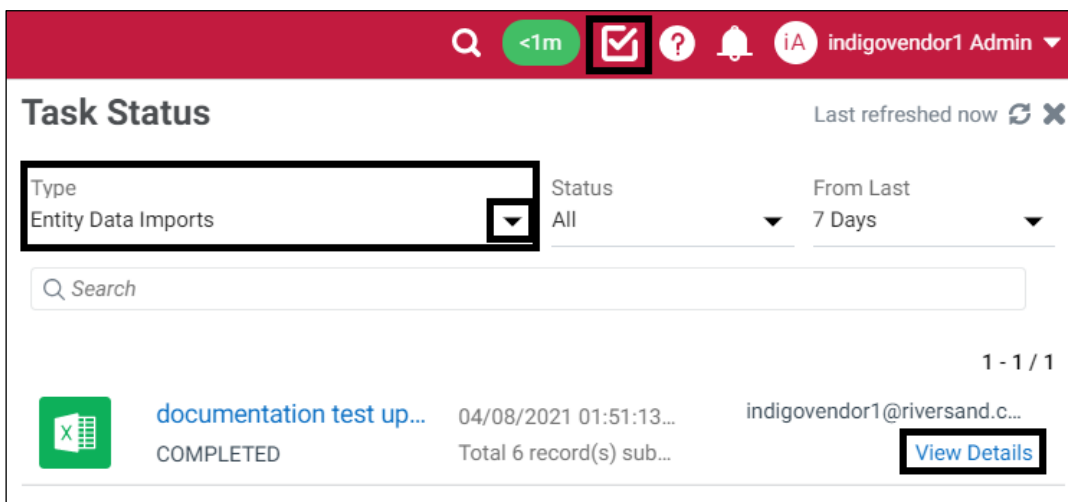 <1m ? iA indigovendor1 Admin
Task Status
Last refreshed now
Type Status From Last
Entity Data Imports All 7 Days
Search
1 - 1 / 1
documentation test up... 04/08/2021 01:51:13... indigovendor1@riversand.c...
COMPLETED Total 6 record(s) sub... View Details